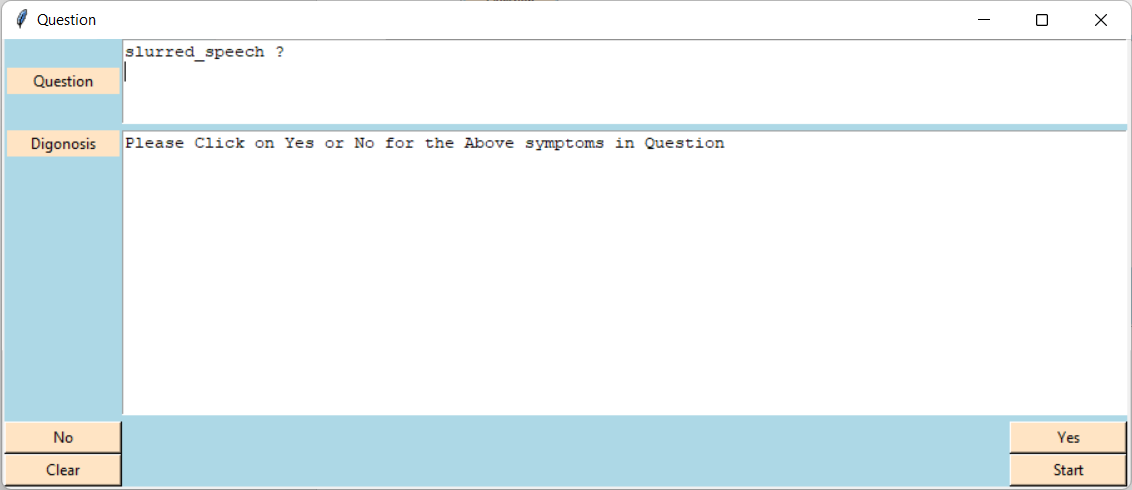 Question
slurred_speech ?
Question
Digonosis
Please Click on Yes or No for the Above symptoms in Question
No
Yes
Clear
Start